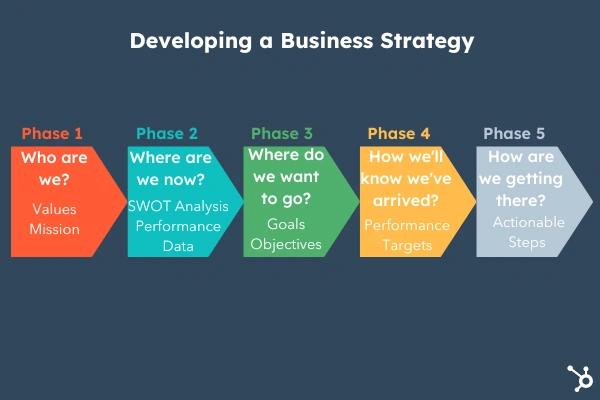 Developing a Business Strategy
Phase 1
Who are
we?
Values
Mission
Phase 2
Where are
we now?
SWOT Analysis
Performance
Data
Phase 3
Where do
we want
to go?
Goals
Objectives
Phase 4
How we'll
know we've
arrived?
Performance
Targets
Phase 5
How are
we getting
there?
Actionable
Steps